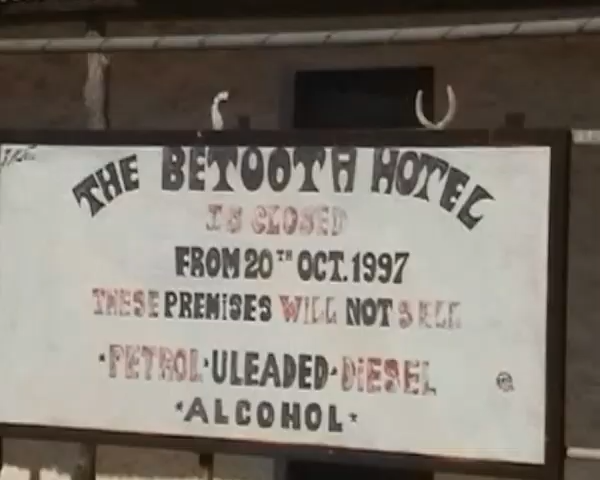 THE BETOOTA HOTEL
IS CLOSED
FROM 20TH OCT. 1997
THESE PREMISES WILL NOT SELL
·PETROL·ULEADED·DIESEL
*ALCOHOL*